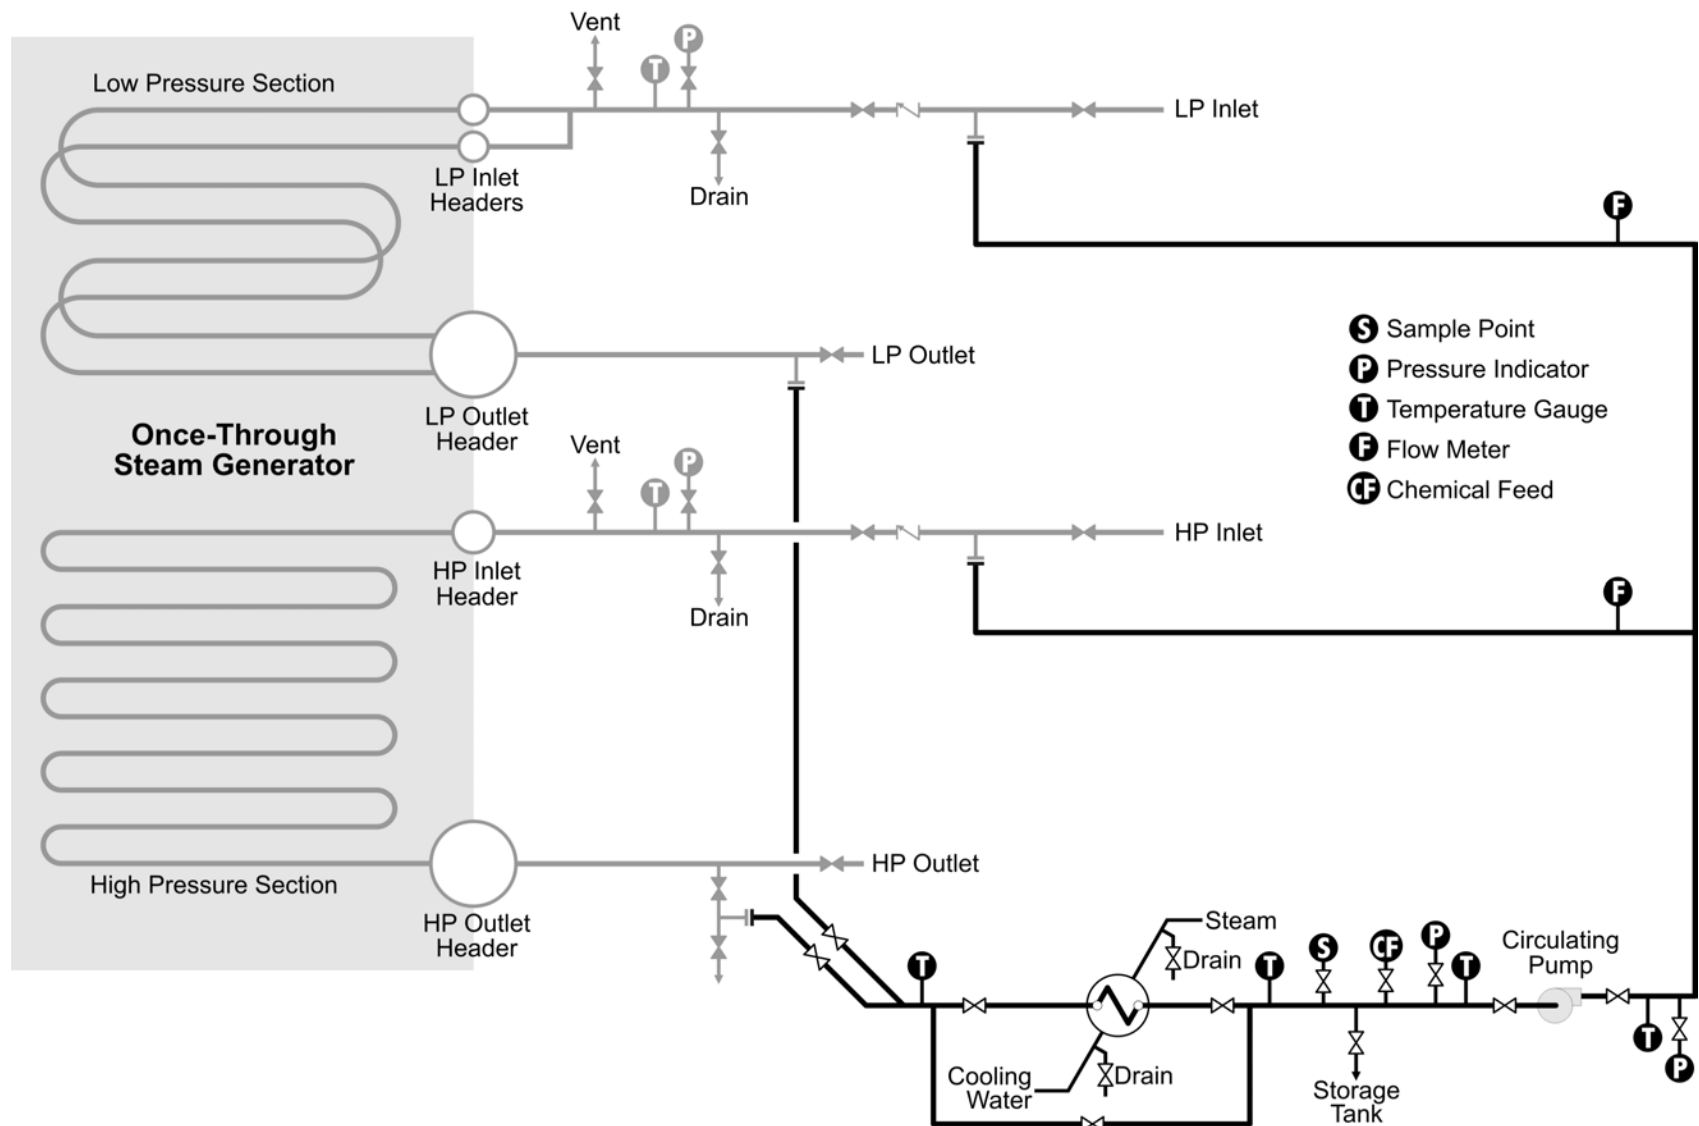 Vent
P
T
Low Pressure Section
LP Inlet
LP Inlet
Headers
Drain
F
S Sample Point
P Pressure Indicator
T Temperature Gauge
F Flow Meter
CF Chemical Feed
LP Outlet
LP Outlet
Header
Once-Through
Steam Generator
Vent
P
T
HP Inlet
HP Inlet
Header
Drain
F
HP Outlet
High Pressure Section
HP Outlet
Header
Steam
Drain
T
T
S
CF
P
T
Circulating
Pump
Cooling
Water
Drain
Storage
Tank
T
P